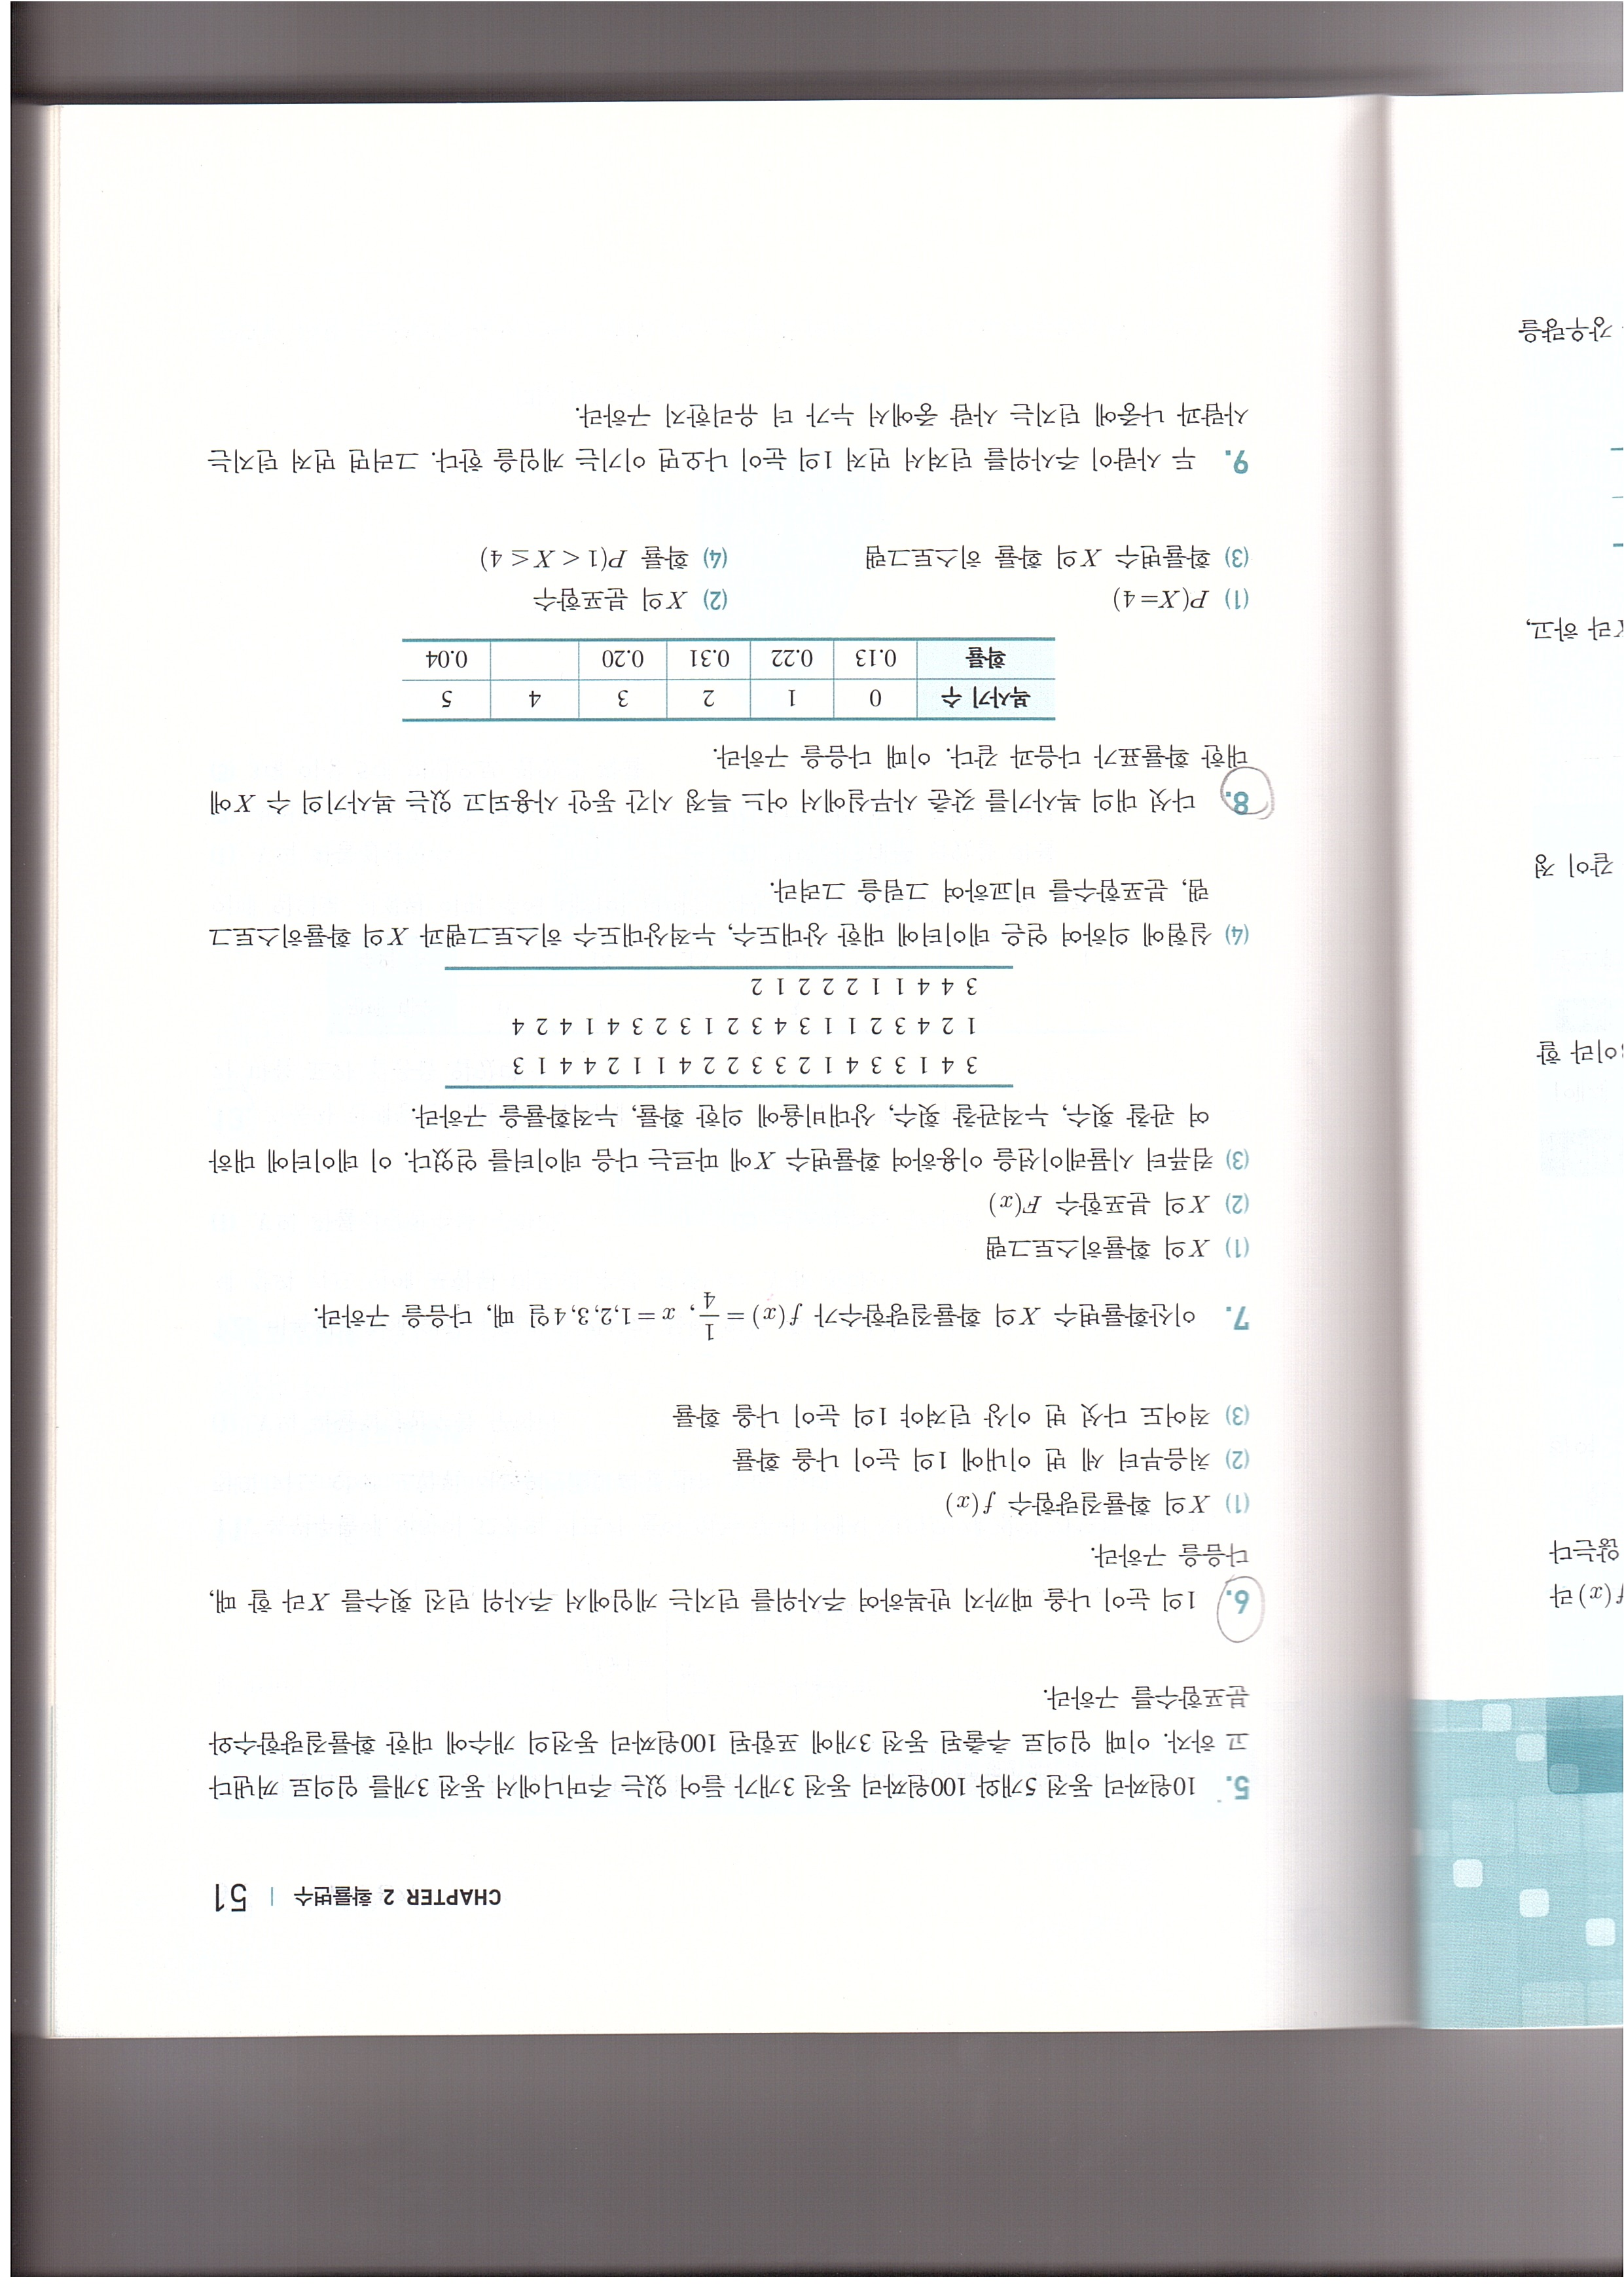 CHAPTER 2 확률변수 | 51
5. 10원짜리 동전 5개와 100원짜리 동전 3개가 들어 있는 주머니에서 동전 3개를 임의로 꺼낸다
고 하자. 이때 임의로 추출된 동전 3개에 포함된 100원짜리 동전의 개수에 대한 확률질량함수와
분포함수를 구하라.
6. 1의 눈이 나올 때까지 반복하여 주사위를 던지는 게임에서 주사위 던진 횟수를 X라 할 때,
다음을 구하라.
(1) X의 확률질량함수 f(x)
(2) 처음부터 세 번 이내에 1의 눈이 나올 확률
(3) 적어도 다섯 번 이상 던져야 1의 눈이 나올 확률
7. 이산확률변수 X의 확률질량함수가 f(x)=1/4, x=1,2,3,4일 때, 다음을 구하라.
(1) X의 확률히스토그램
(2) X의 분포함수 F(x)
(3) 컴퓨터 시뮬레이션을 이용하여 확률변수 X에 따르는 다음 데이터를 얻었다. 이 데이터에 대하
여 관찰 횟수, 누적관찰 횟수, 상대비율에 의한 확률, 누적확률을 구하라.
3 4 1 3 3 4 1 2 3 3 2 2 4 1 1 2 4 4 1 3
1 2 4 3 2 1 1 3 4 3 2 1 3 2 3 4 1 4 2 4
3 4 4 1 1 2 2 2 1 2
(4) 실험에 의하여 얻은 데이터에 대한 상대도수, 누적상대도수 히스토그램과 X의 확률히스토그
램, 분포함수를 비교하여 그림을 그려라.
8. 다섯 대의 복사기를 갖춘 사무실에서 어느 특정 시간 동안 사용되고 있는 복사기의 수 X에
대한 확률표가 다음과 같다. 이때 다음을 구하라.
복사기 수 0 1 2 3 4 5
확률 0.13 0.22 0.31 0.20 0.04
(1) P(X=4) (2) X의 분포함수
(3) 확률변수 X의 확률 히스토그램 (4) 확률 P(1<X≤4)
9. 두 사람이 주사위를 던져서 먼저 1의 눈이 나오면 이기는 게임을 한다. 그러면 먼저 던지는
사람과 나중에 던지는 사람 중에서 누가 더 유리한지 구하라.
f(x)라
않는다
이라 할
같이 정
라 하고,
강우량을